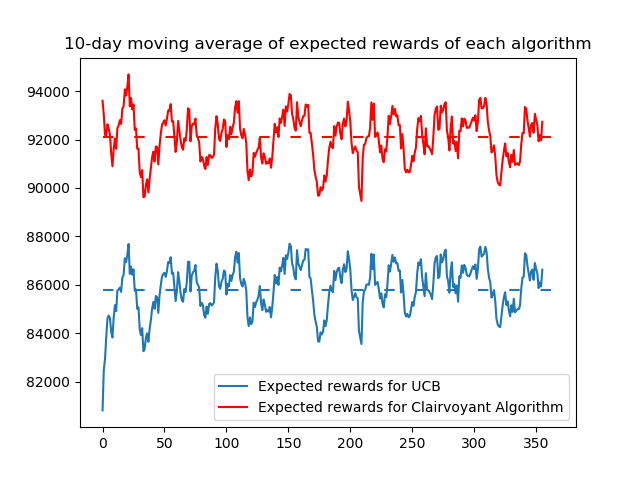 10-day moving average of expected rewards of each algorithm
94000
92000
90000
88000
86000
84000
82000
Expected rewards for UCB
Expected rewards for Clairvoyant Algorithm
0 50 100 150 200 250 300 350